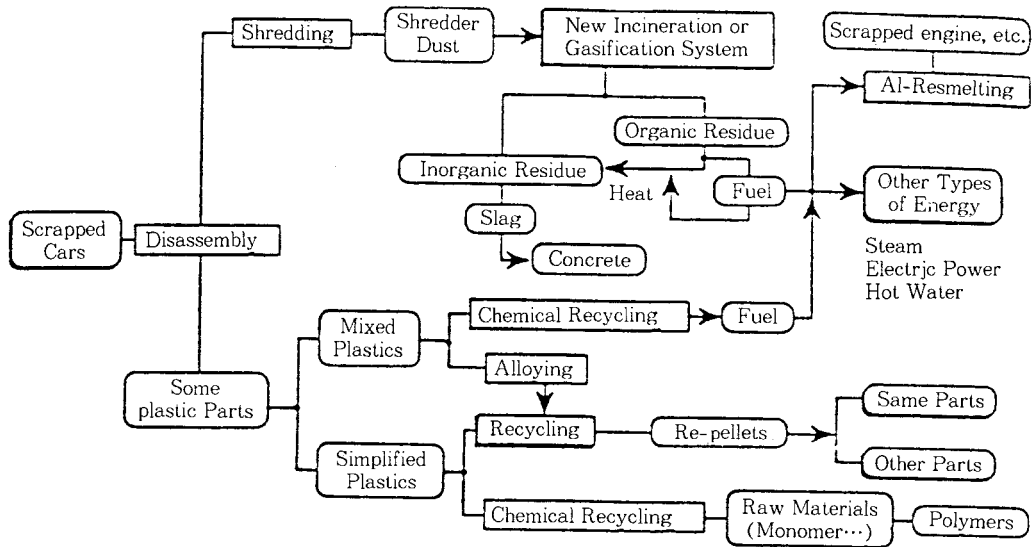 Shredding
Shredder
Dust
New Incineration or
Gasification System
Scrapped engine, etc.
Al-Resmelting
Organic Residue
Inorganic Residue
Heat
Fuel
Other Types
of Energy
Slag
Scrapped
Cars
Disassembly
Concrete
Steam
Electric Power
Hot Water
Mixed
Plastics
Chemical Recycling
Fuel
Alloying
Some
plastic Parts
Same Parts
Recycling
Re-pellets
Simplified
Plastics
Other Parts
Chemical Recycling
Raw Materials
(Monomer⋯)
Polymers